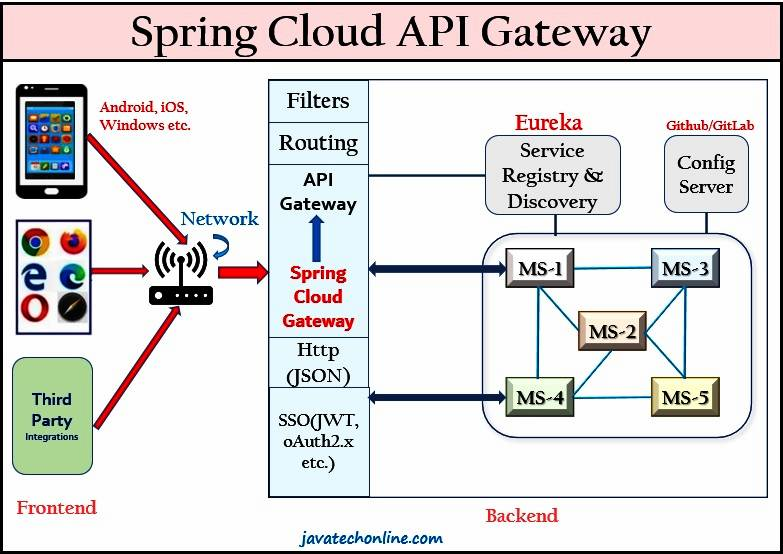 Spring Cloud API Gateway
Android, iOS,
Windows etc.
Network
Third
Party
Integrations
Frontend
Filters
Routing
API
Gateway
Spring
Cloud
Gateway
Http
(JSON)
SSO(JWT,
oAuth2.x
etc.)
Eureka
Service
Registry &
Discovery
Github/GitLab
Config
Server
MS-1
MS-3
MS-2
MS-4
MS-5
Backend
javatechonline.com